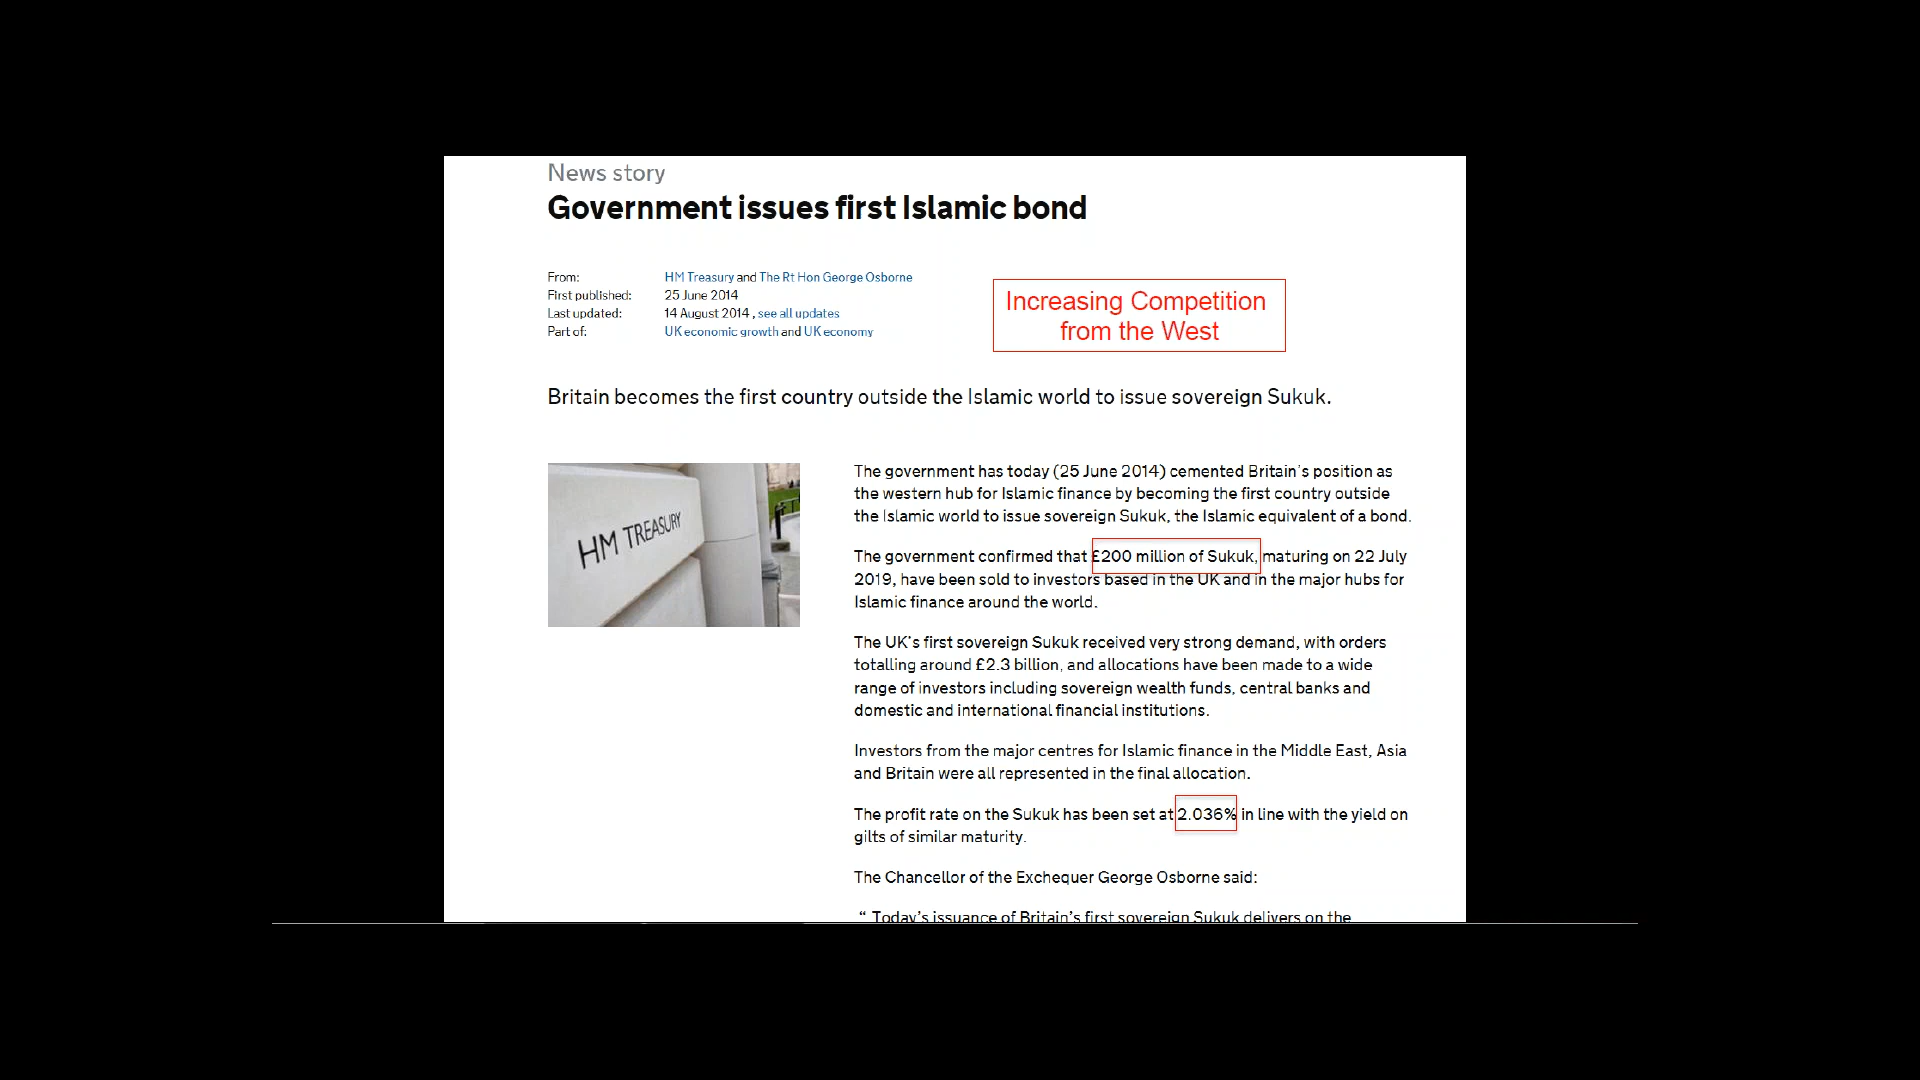 News story
Government issues first Islamic bond
From: HM Treasury and The Rt Hon George Osborne
First published: 25 June 2014
Last updated: 14 August 2014 , see all updates
Part of: UK economic growth and UK economy
Increasing Competition
from the West
Britain becomes the first country outside the Islamic world to issue sovereign Sukuk.
HM TREASURY
The government has today (25 June 2014) cemented Britain's position as
the western hub for Islamic finance by becoming the first country outside
the Islamic world to issue sovereign Sukuk, the Islamic equivalent of a bond.
The government confirmed that £200 million of Sukuk, maturing on 22 July
2019, have been sold to investors based in the UK and in the major hubs for
Islamic finance around the world.
The UK's first sovereign Sukuk received very strong demand, with orders
totalling around £2.3 billion, and allocations have been made to a wide
range of investors including sovereign wealth funds, central banks and
domestic and international financial institutions.
Investors from the major centres for Islamic finance in the Middle East, Asia
and Britain were all represented in the final allocation.
The profit rate on the Sukuk has been set at 2.036% in line with the yield on
gilts of similar maturity.
The Chancellor of the Exchequer George Osborne said:
“ Today's issuance of Britain's first sovereign Sukuk delivers on the